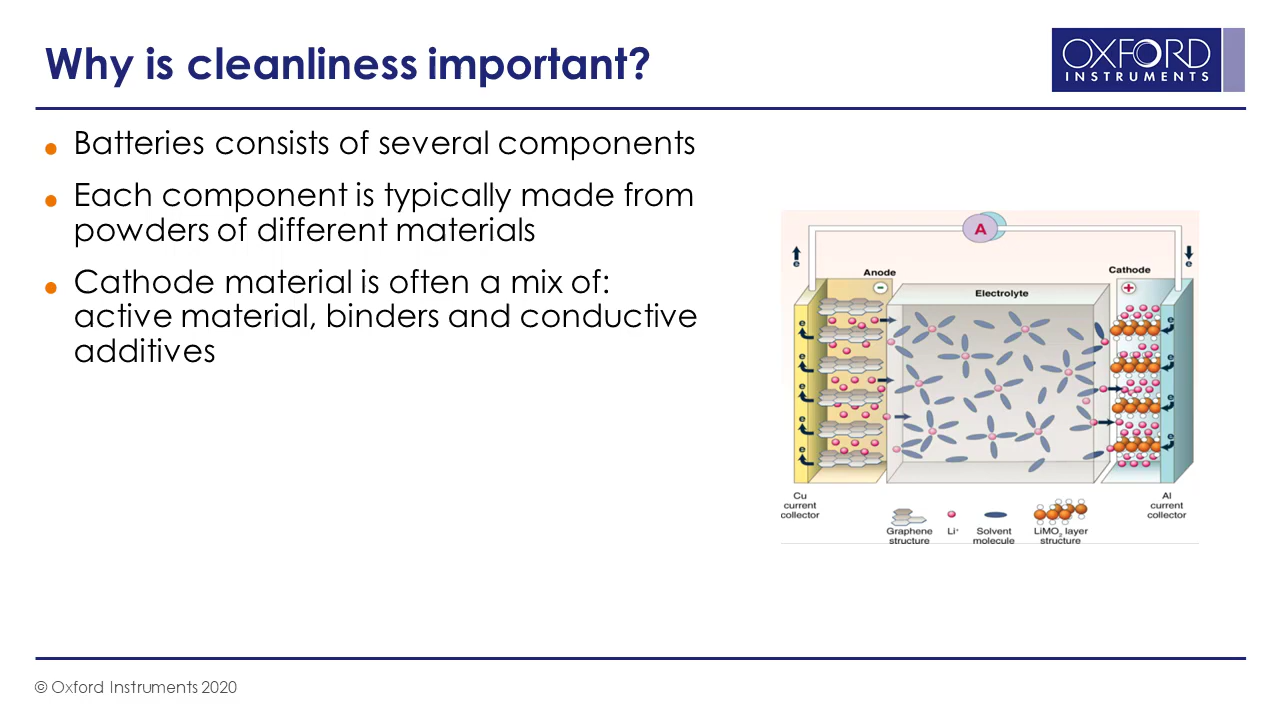 Why is cleanliness important?
OXFORD
INSTRUMENTS
Batteries consists of several components
Each component is typically made from
powders of different materials
Cathode material is often a mix of:
active material, binders and conductive
additives
A
e
e
Anode
Cathode
-
+
Electrolyte
e
e
e
e
e
e
e
e
e
e
Cu
current
collector
Al
current
collector
Graphene
structure
Li⁺
Solvent
molecule
LiMO₂ layer
structure
© Oxford Instruments 2020